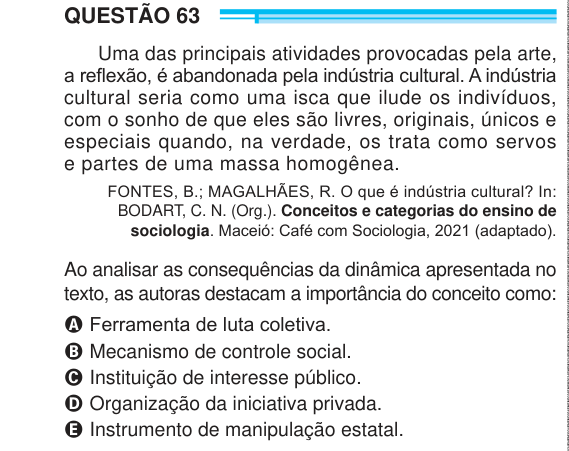 QUESTÃO 63
Uma das principais atividades provocadas pela arte,
a reflexão, é abandonada pela indústria cultural. A indústria
cultural seria como uma isca que ilude os indivíduos,
com o sonho de que eles são livres, originais, únicos e
especiais quando, na verdade, os trata como servos
e partes de uma massa homogênea.
FONTES, B.; MAGALHÃES, R. O que é indústria cultural? In:
BODART, C. N. (Org.). Conceitos e categorias do ensino de
sociologia. Maceió: Café com Sociologia, 2021 (adaptado).
Ao analisar as consequências da dinâmica apresentada no
texto, as autoras destacam a importância do conceito como:
A Ferramenta de luta coletiva.
B Mecanismo de controle social.
C Instituição de interesse público.
D Organização da iniciativa privada.
E Instrumento de manipulação estatal.